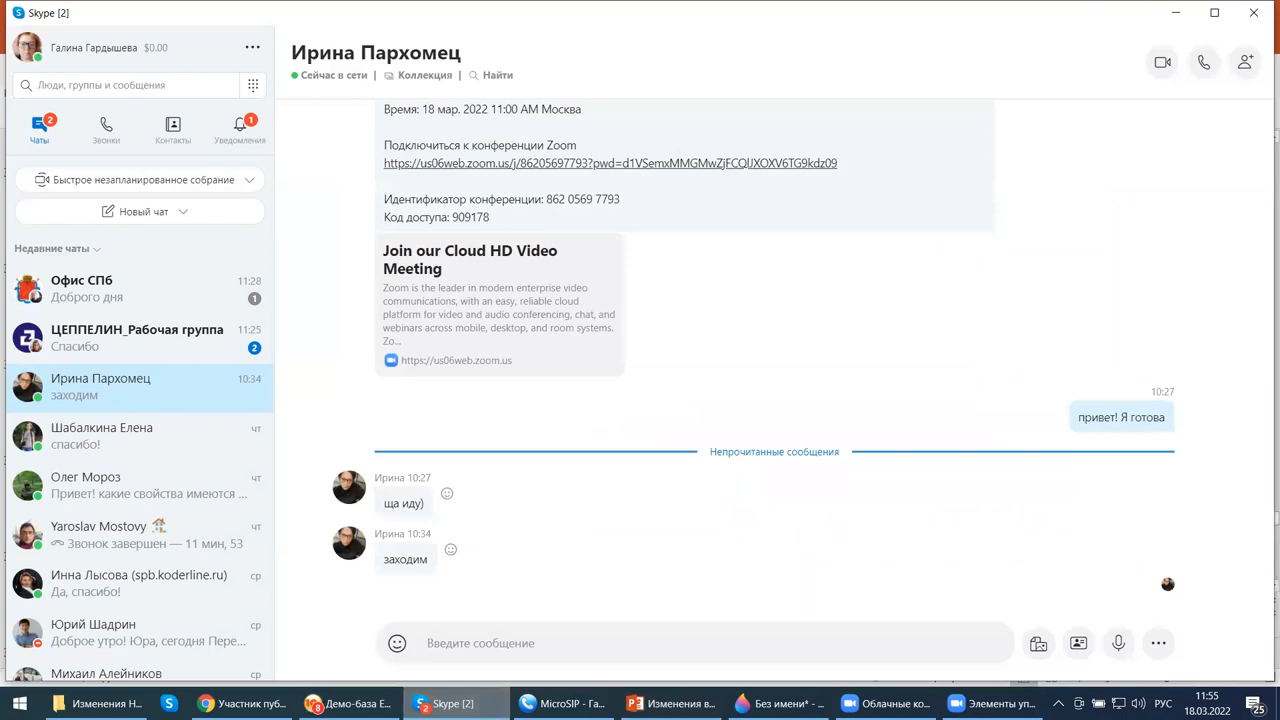 Skype [2]
Галина Гардышева $0.00
Люди, группы и сообщения
2
1
Чаты Звонки Контакты Уведомления
Быстрое незапланированное собрание
Новый чат
Недавние чаты
Офис СПб 11:28
Доброго дня 1
ЦЕППЕЛИН_Рабочая группа 11:25
Спасибо 2
Ирина Пархомец 10:34
заходим
Шабалкина Елена чт
спасибо!
Олег Мороз чт
Привет! какие свойства имеются ...
Yaroslav Mostovy чт
Звонок завершен — 11 мин, 53
Инна Лысова (spb.koderline.ru) ср
Да, спасибо!
Юрий Шадрин ср
Доброе утро! Юра, сегодня Пере...
Михаил Алейников ср
Ирина Пархомец
Сейчас в сети | Коллекция | Найти
Время: 18 мар. 2022 11:00 AM Москва
Подключиться к конференции Zoom
https://us06web.zoom.us/j/86205697793?pwd=d1VSemxMMGMwZjFCQlJXOXV6TG9kdz09
Идентификатор конференции: 862 0569 7793
Код доступа: 909178
Join our Cloud HD Video
Meeting
Zoom is the leader in modern enterprise video
communications, with an easy, reliable cloud
platform for video and audio conferencing, chat, and
webinars across mobile, desktop, and room systems.
Zo...
https://us06web.zoom.us
10:27
привет! Я готова
Непрочитанные сообщения
Ирина 10:27
ща иду)
Ирина 10:34
заходим
Введите сообщение
Изменения Н... Участник пуб... 8 Демо-база Е... 2 Skype [2] MicroSIP - Га... Изменения в... Без имени* - ... Облачные ко... Элементы уп... РУС 11:55
18.03.2022 25